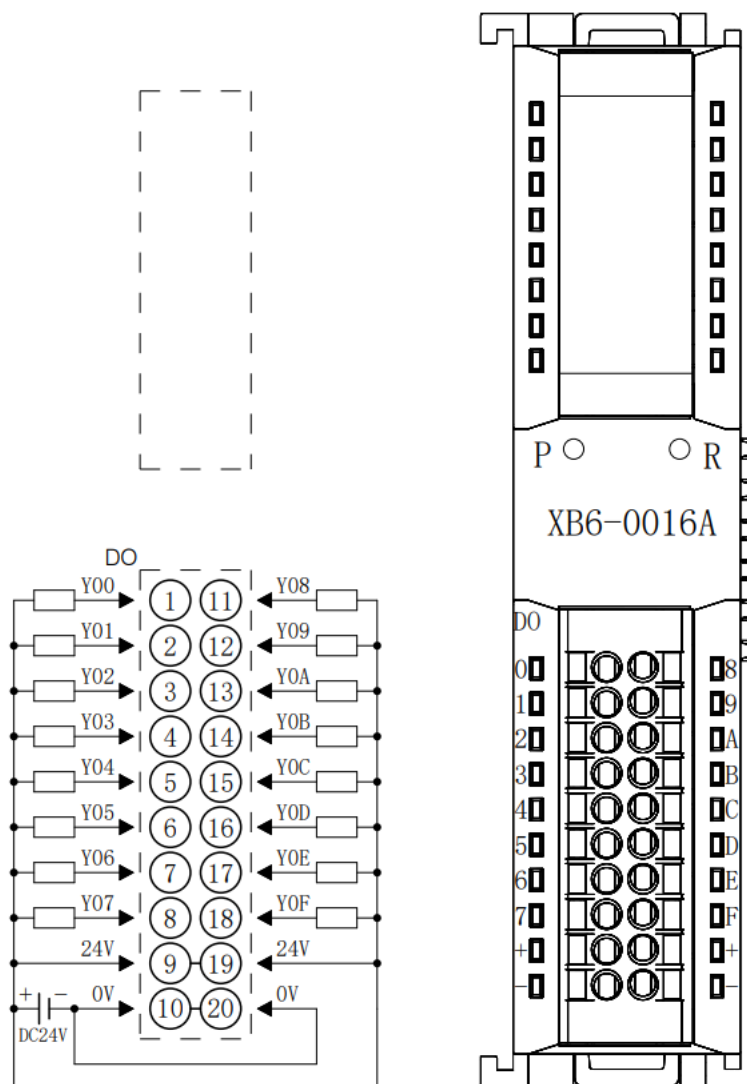 DO
Y00 1 11 Y08
Y01 2 12 Y09
Y02 3 13 Y0A
Y03 4 14 Y0B
Y04 5 15 Y0C
Y05 6 16 Y0D
Y06 7 17 Y0E
Y07 8 18 Y0F
24V 9 19 24V
+ - 0V 10 20 0V
DC24V
P R
XB6-0016A
DO
0 8
1 9
2 A
3 B
4 C
5 D
6 E
7 F
+ +
- -